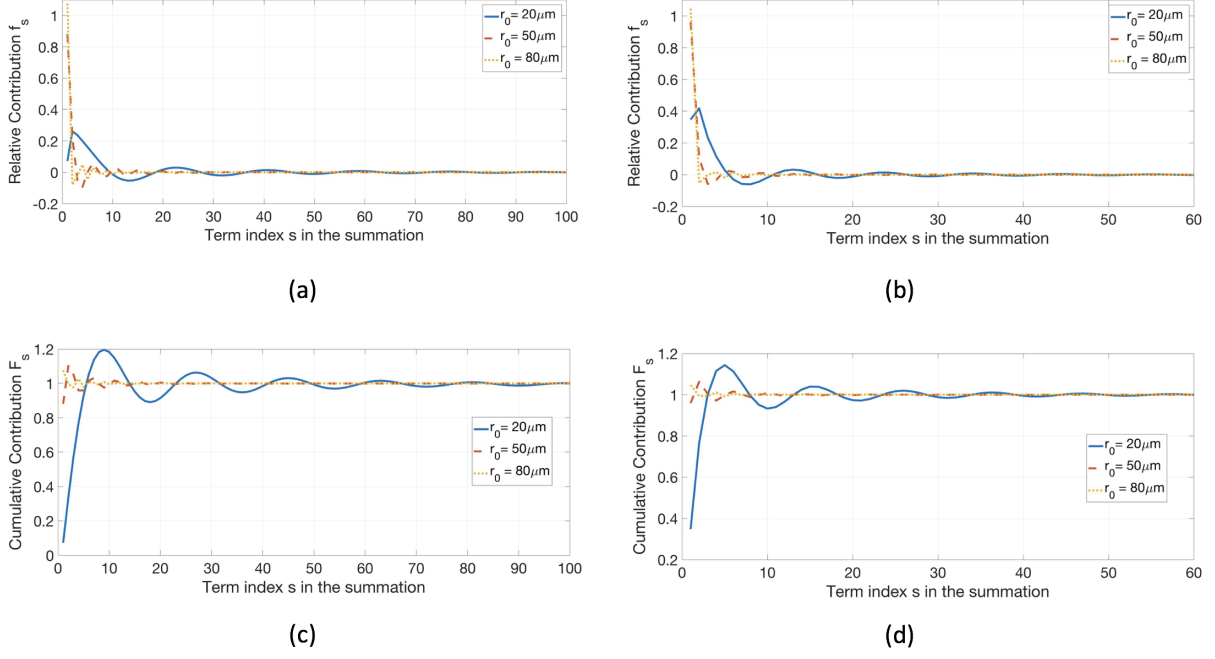 Relative Contribution f_s
1
0.8
0.6
0.4
0.2
0
-0.2
0 10 20 30 40 50 60 70 80 90 100
Term index s in the summation
r_0 = 20μm
r_0 = 50μm
r_0 = 80μm
(a)
Relative Contribution f_s
1
0.8
0.6
0.4
0.2
0
-0.2
0 10 20 30 40 50 60
Term index s in the summation
r_0 = 20μm
r_0 = 50μm
r_0 = 80μm
(b)
Cumulative Contribution F_s
1.2
1
0.8
0.6
0.4
0.2
0
0 10 20 30 40 50 60 70 80 90 100
Term index s in the summation
r_0 = 20μm
r_0 = 50μm
r_0 = 80μm
(c)
Cumulative Contribution F_s
1.2
1
0.8
0.6
0.4
0.2
0 10 20 30 40 50 60
Term index s in the summation
r_0 = 20μm
r_0 = 50μm
r_0 = 80μm
(d)